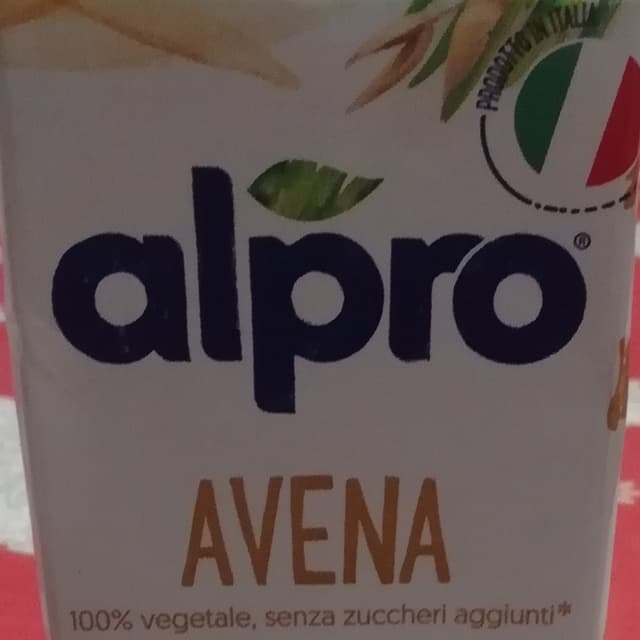 PRODOTTO IN ITALIA
alpro®
AVENA
100% vegetale, senza zuccheri aggiunti*